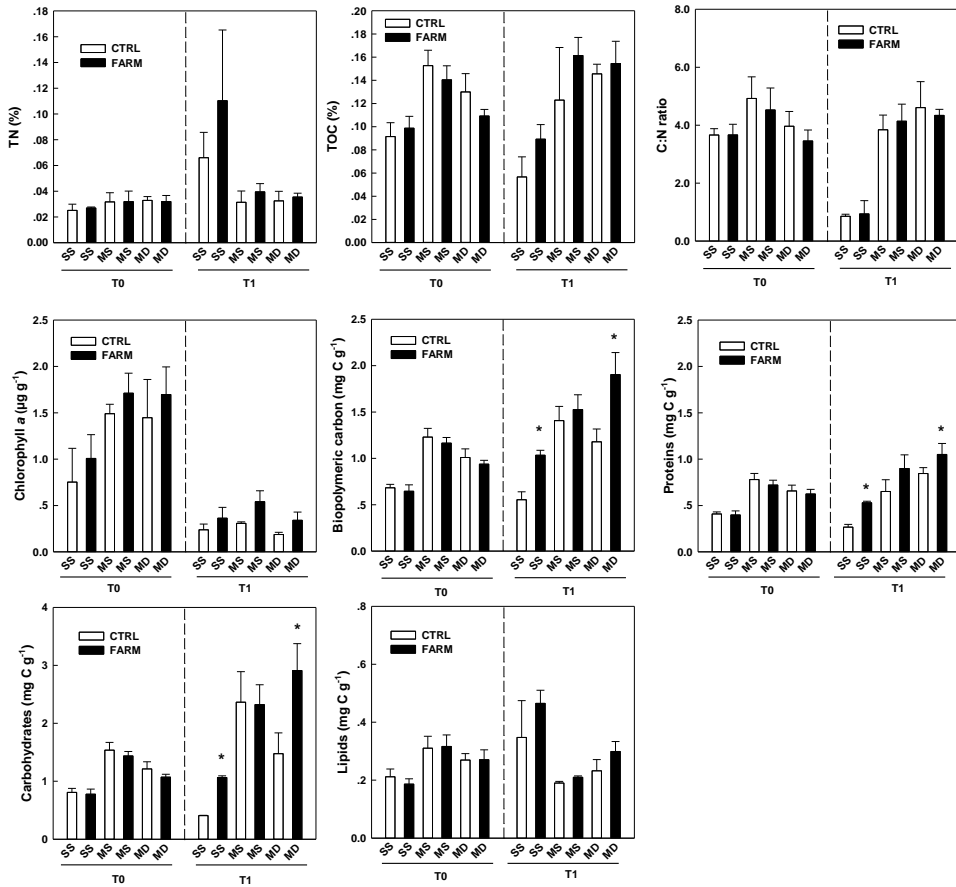 TN (%)
.18
.16
.14
.12
.10
.08
.06
.04
.02
0.00
CTRL
FARM
SS SS MS MS MD MD SS SS MS MS MD MD
T0 T1
TOC (%)
.20
.18
.16
.14
.12
.10
.08
.06
.04
.02
0.00
CTRL
FARM
SS SS MS MS MD MD SS SS MS MS MD MD
T0 T1
C:N ratio
8.0
6.0
4.0
2.0
0.0
CTRL
FARM
SS SS MS MS MD MD SS SS MS MS MD MD
T0 T1
Chlorophyll a (µg g-1)
2.5
2.0
1.5
1.0
.5
0.0
CTRL
FARM
SS SS MS MS MD MD SS SS MS MS MD MD
T0 T1
Biopolymeric carbon (mg C g-1)
2.5
2.0
1.5
1.0
.5
0.0
CTRL
FARM
* *
SS SS MS MS MD MD SS SS MS MS MD MD
T0 T1
Proteins (mg C g-1)
2.5
2.0
1.5
1.0
.5
0.0
CTRL
FARM
* *
SS SS MS MS MD MD SS SS MS MS MD MD
T0 T1
Carbohydrates (mg C g-1)
4
3
2
1
0
CTRL
FARM
* *
SS SS MS MS MD MD SS SS MS MS MD MD
T0 T1
Lipids (mg C g-1)
.8
.6
.4
.2
0.0
CTRL
FARM
SS SS MS MS MD MD SS SS MS MS MD MD
T0 T1